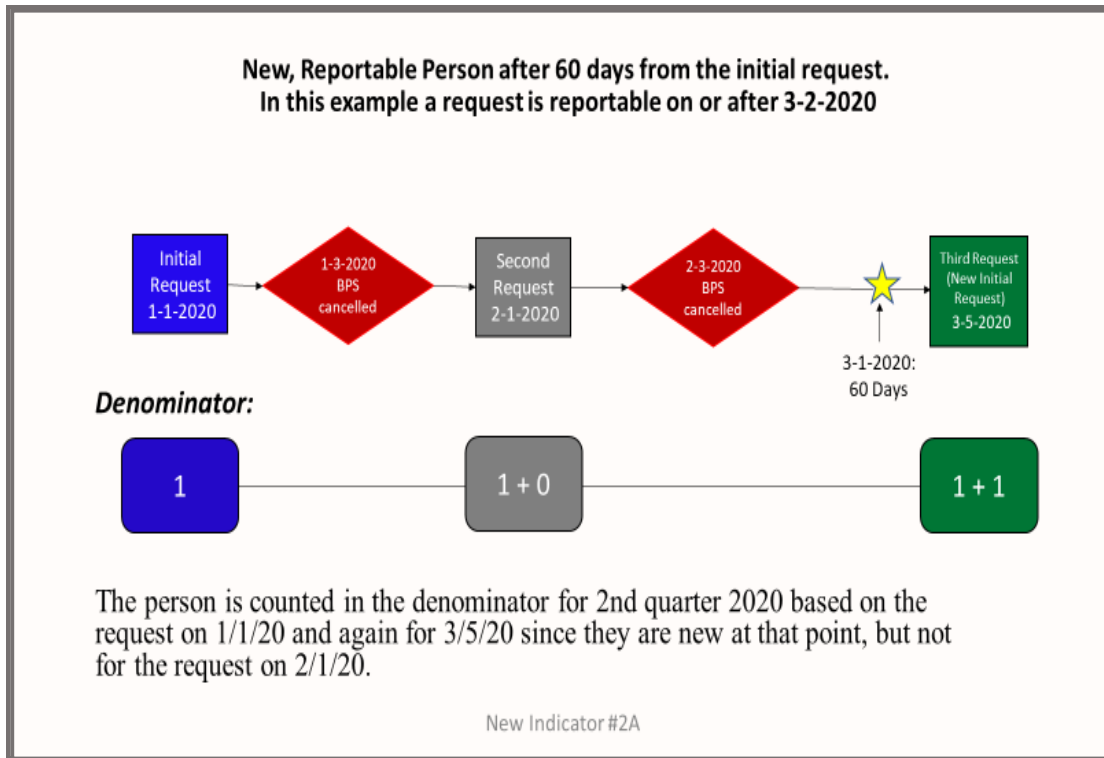 New, Reportable Person after 60 days from the initial request.
In this example a request is reportable on or after 3-2-2020
Initial
Request
1-1-2020
1-3-2020
BPS
cancelled
Second
Request
2-1-2020
2-3-2020
BPS
cancelled
Third Request
(New Initial
Request)
3-5-2020
3-1-2020:
60 Days
Denominator:
1
1 + 0
1 + 1
The person is counted in the denominator for 2nd quarter 2020 based on the
request on 1/1/20 and again for 3/5/20 since they are new at that point, but not
for the request on 2/1/20.
New Indicator #2A